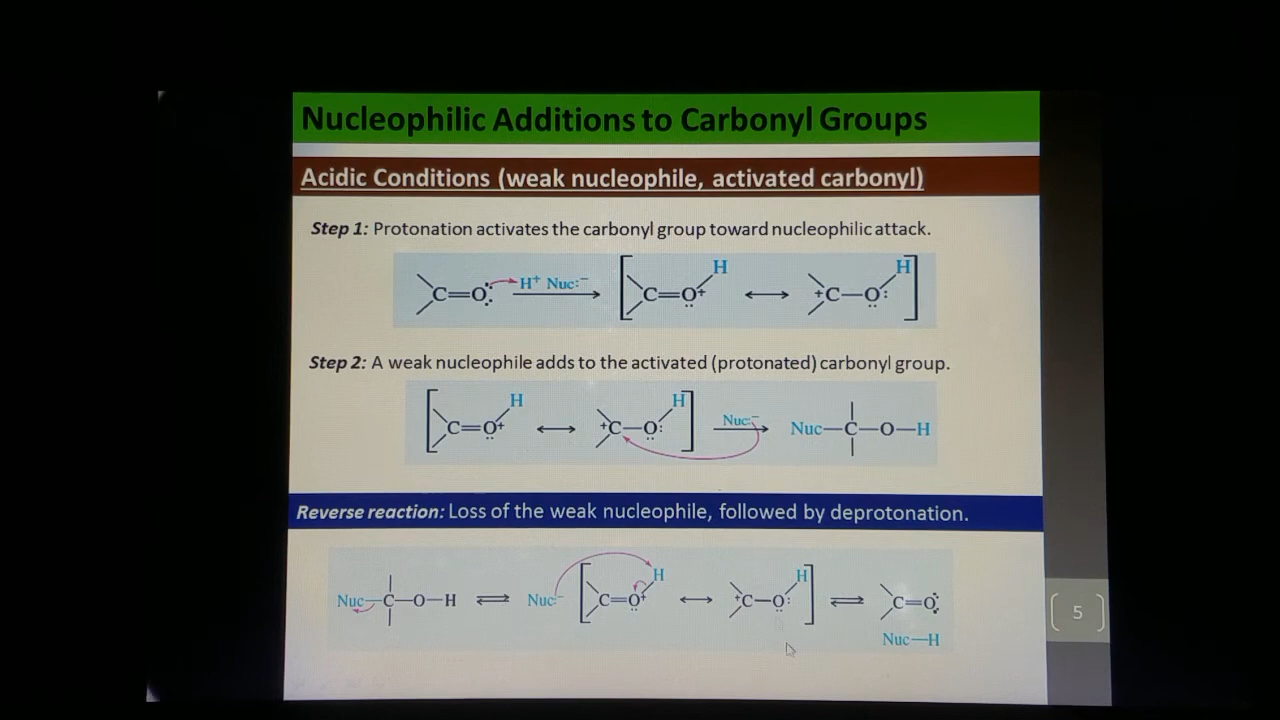 Nucleophilic Additions to Carbonyl Groups
Acidic Conditions (weak nucleophile, activated carbonyl)
Step 1: Protonation activates the carbonyl group toward nucleophilic attack.
C=O H⁺ Nuc:⁻ [C=O⁺ H ⟷ ⁺C—O: H]
Step 2: A weak nucleophile adds to the activated (protonated) carbonyl group.
[C=O⁺ H ⟷ ⁺C—O: H] Nuc:⁻ Nuc—C—O—H
Reverse reaction: Loss of the weak nucleophile, followed by deprotonation.
Nuc—C—O—H ⇌ Nuc:⁻ [C=O⁺ H ⟷ ⁺C—O: H] ⇌ C=O
Nuc—H
5